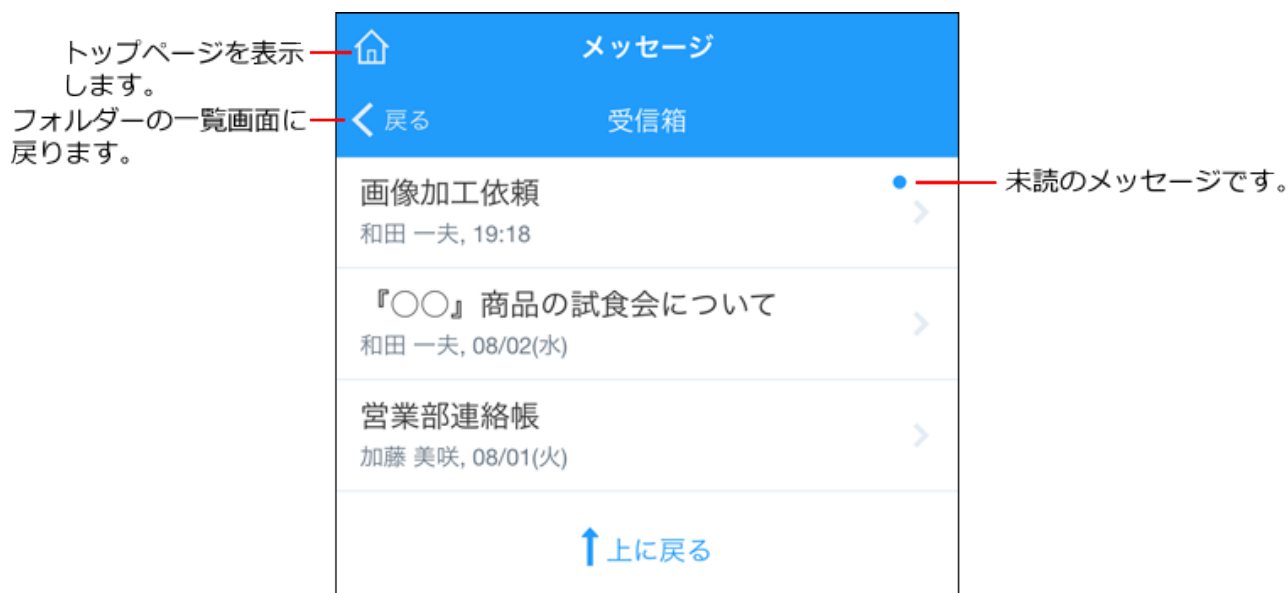 トップページを表示
します。
フォルダーの一覧画面に
戻ります。
メッセージ
戻る
受信箱
画像加工依頼
和田 一夫, 19:18
未読のメッセージです。
『○○』商品の試食会について
和田 一夫, 08/02(水)
営業部連絡帳
加藤 美咲, 08/01(火)
上に戻る